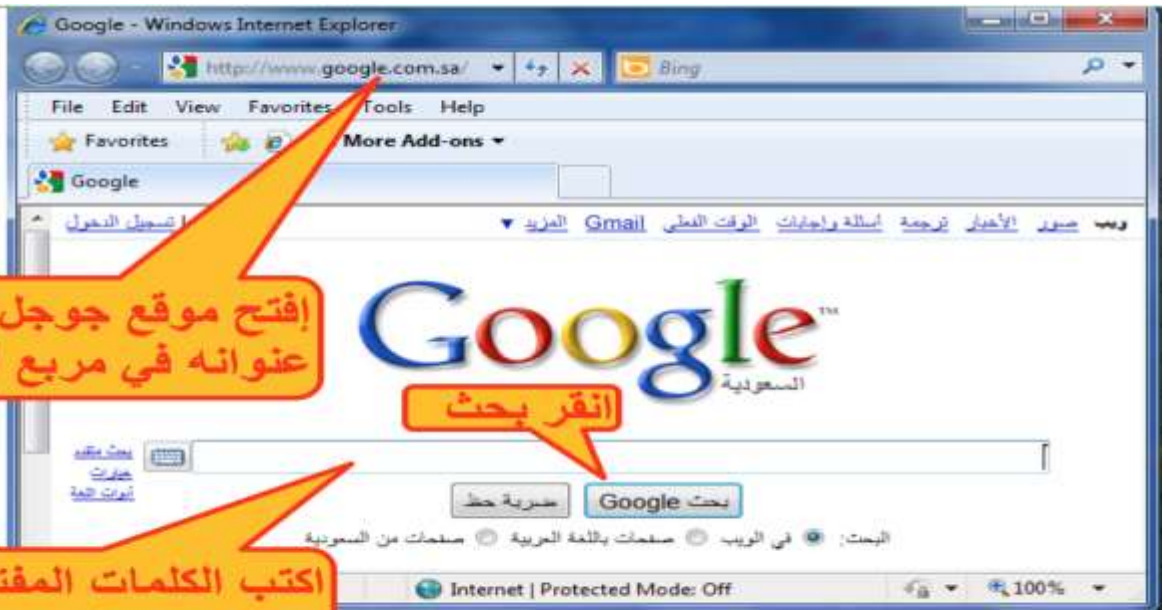 Google - Windows Internet Explorer
http://www.google.com.sa/ Bing
File Edit View Favorites Tools Help
Favorites More Add-ons
Google
ويب صور الأخبار ترجمة أسئلة وإجابات الوقت الفعلي Gmail المزيد ▼
تسجيل الدخول
إفتح موقع جوجل
عنوانه في مربع
Google™
السعودية
انقر بحث
بحث متقدم
خيارات
أدوات اللغة
بحث Google ضربة حظ
البحث: في الويب صفحات باللغة العربية صفحات من السعودية
اكتب الكلمات
Internet | Protected Mode: Off 100%